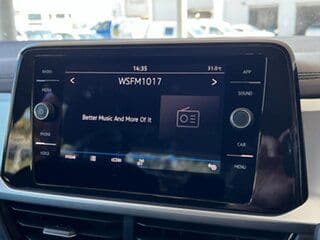 14:35
31.0°C
RADIO
MEDIA
PHONE
VOICE
< WSFM1017 >
Better Music And More Of It
APP
SOUND
CAR
MENU